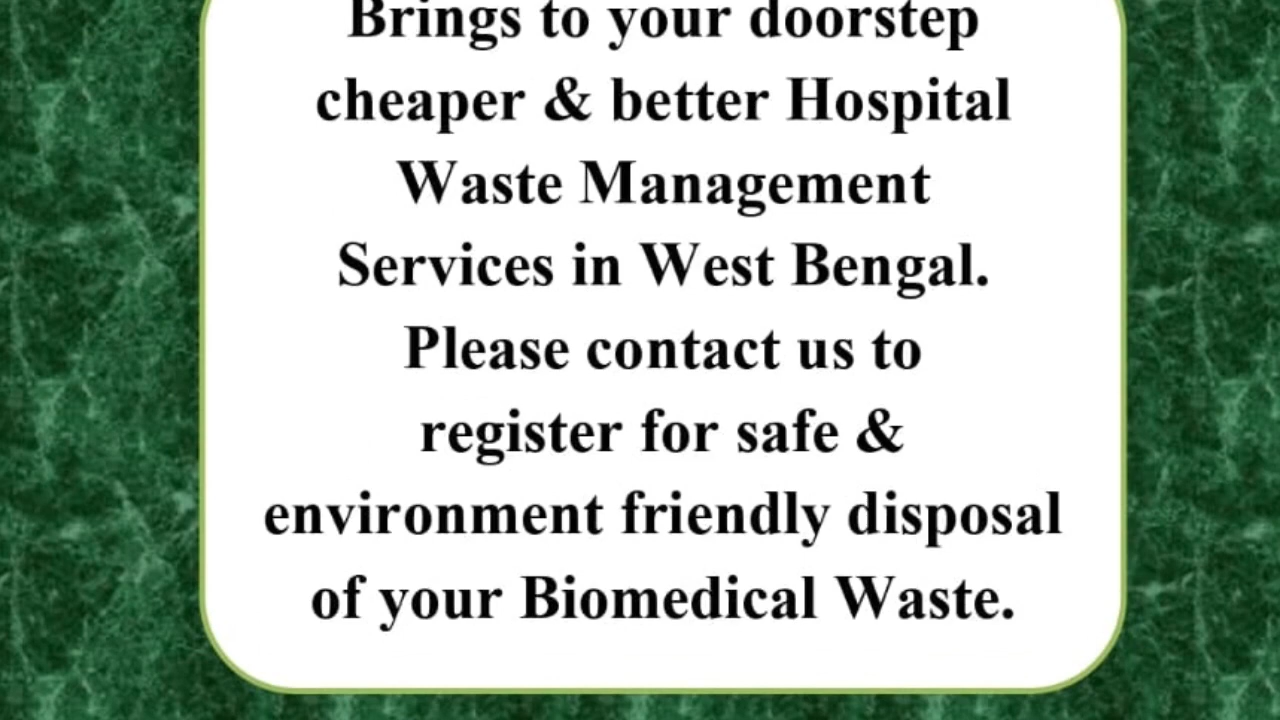 Brings to your doorstep
cheaper & better Hospital
Waste Management
Services in West Bengal.
Please contact us to
register for safe &
environment friendly disposal
of your Biomedical Waste.